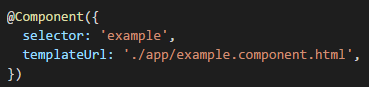 @Component({
  selector: 'example',
  templateUrl: './app/example.component.html',
})